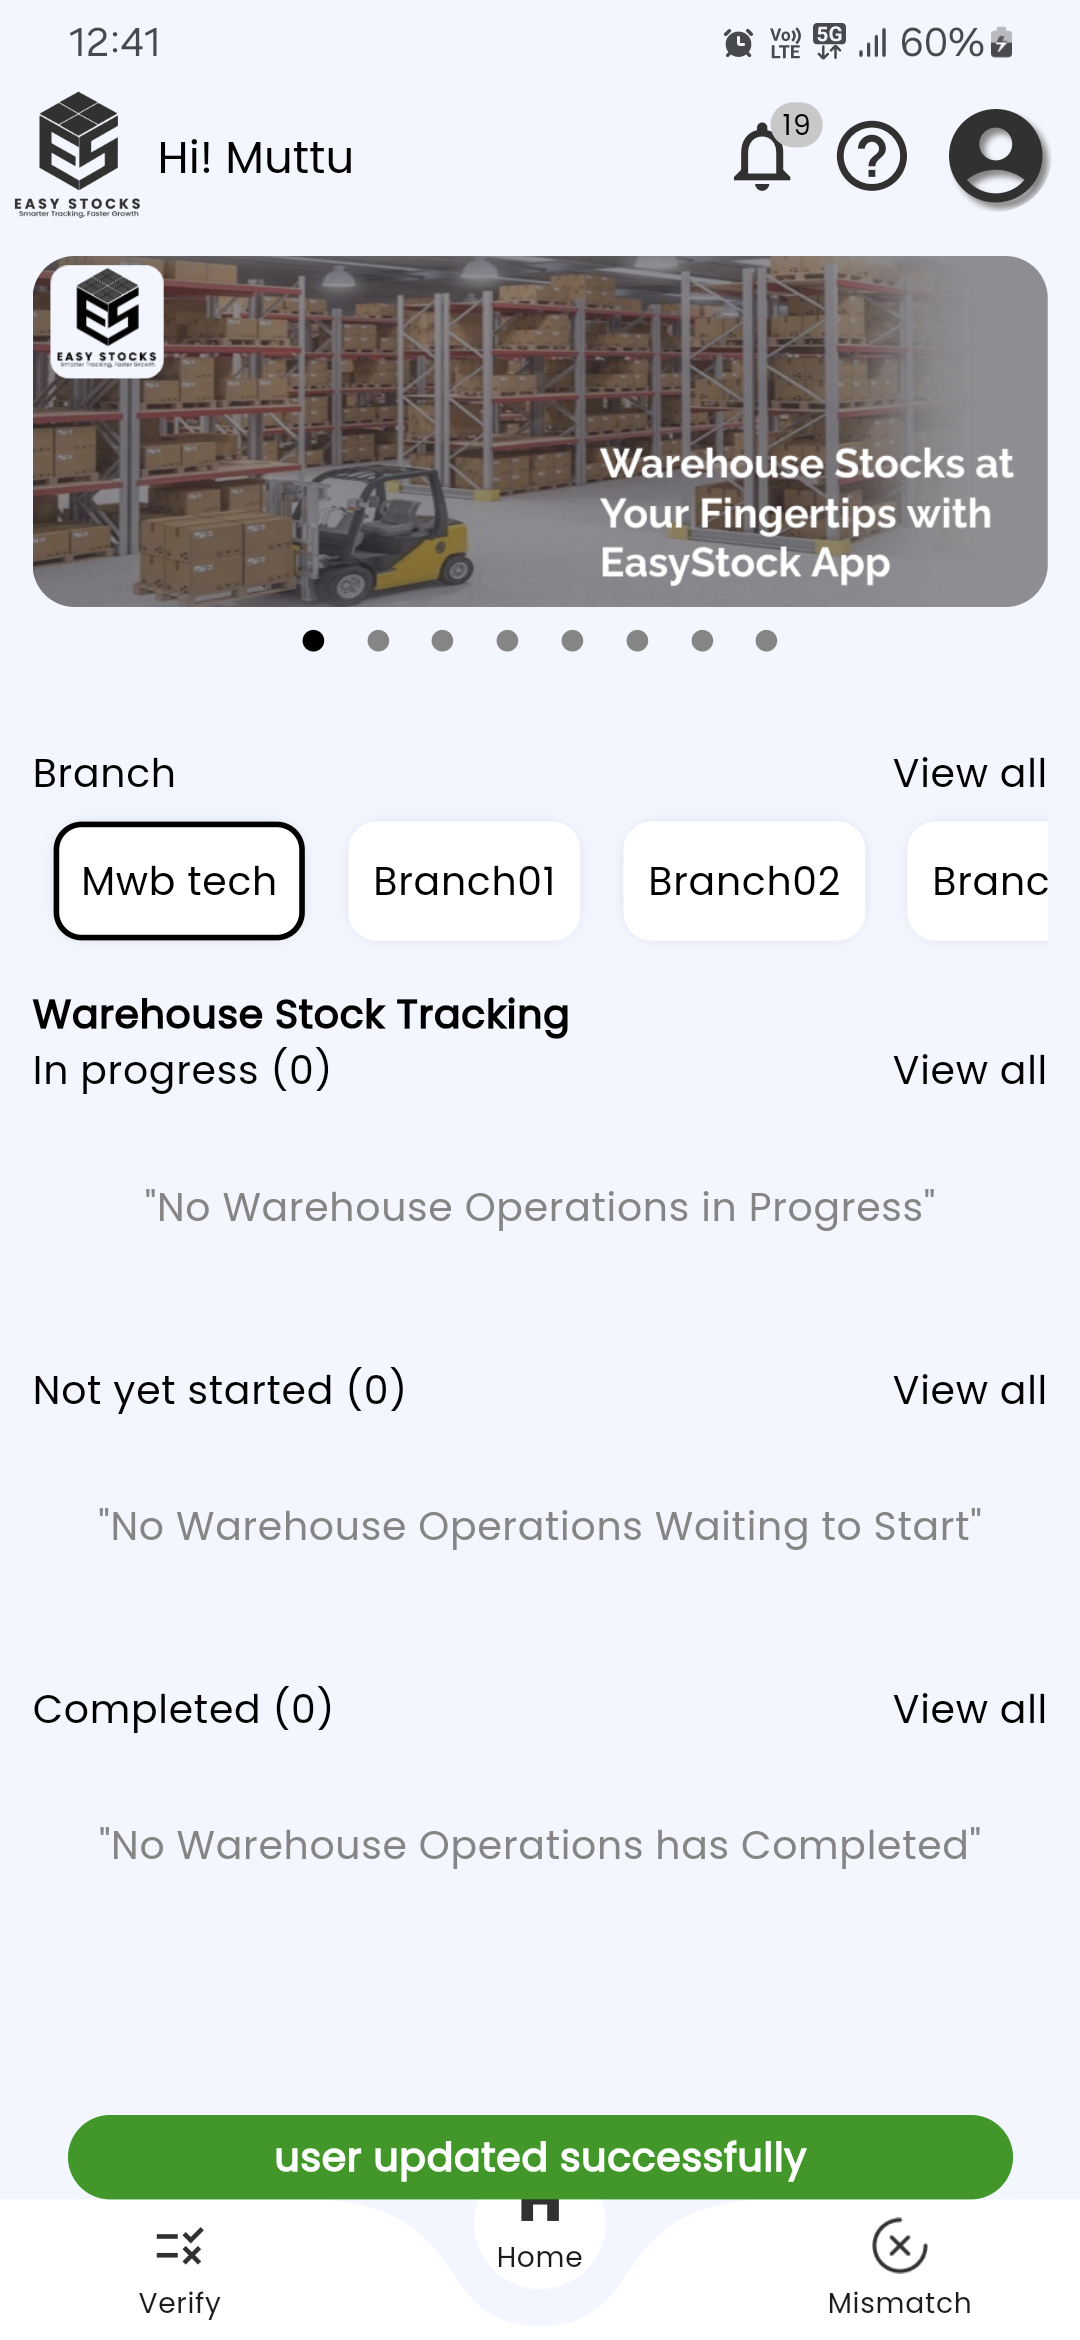 12:41
Vo)) LTE 5G 60%
Hi! Muttu
19
EASY STOCKS
Smarter Tracking, Faster Growth
EASY STOCKS
Smarter Tracking, Faster Growth
Warehouse Stocks at
Your Fingertips with
EasyStock App
Branch View all
Mwb tech Branch01 Branch02 Branc
Warehouse Stock Tracking
In progress (0) View all
"No Warehouse Operations in Progress"
Not yet started (0) View all
"No Warehouse Operations Waiting to Start"
Completed (0) View all
"No Warehouse Operations has Completed"
user updated successfully
Verify Home Mismatch